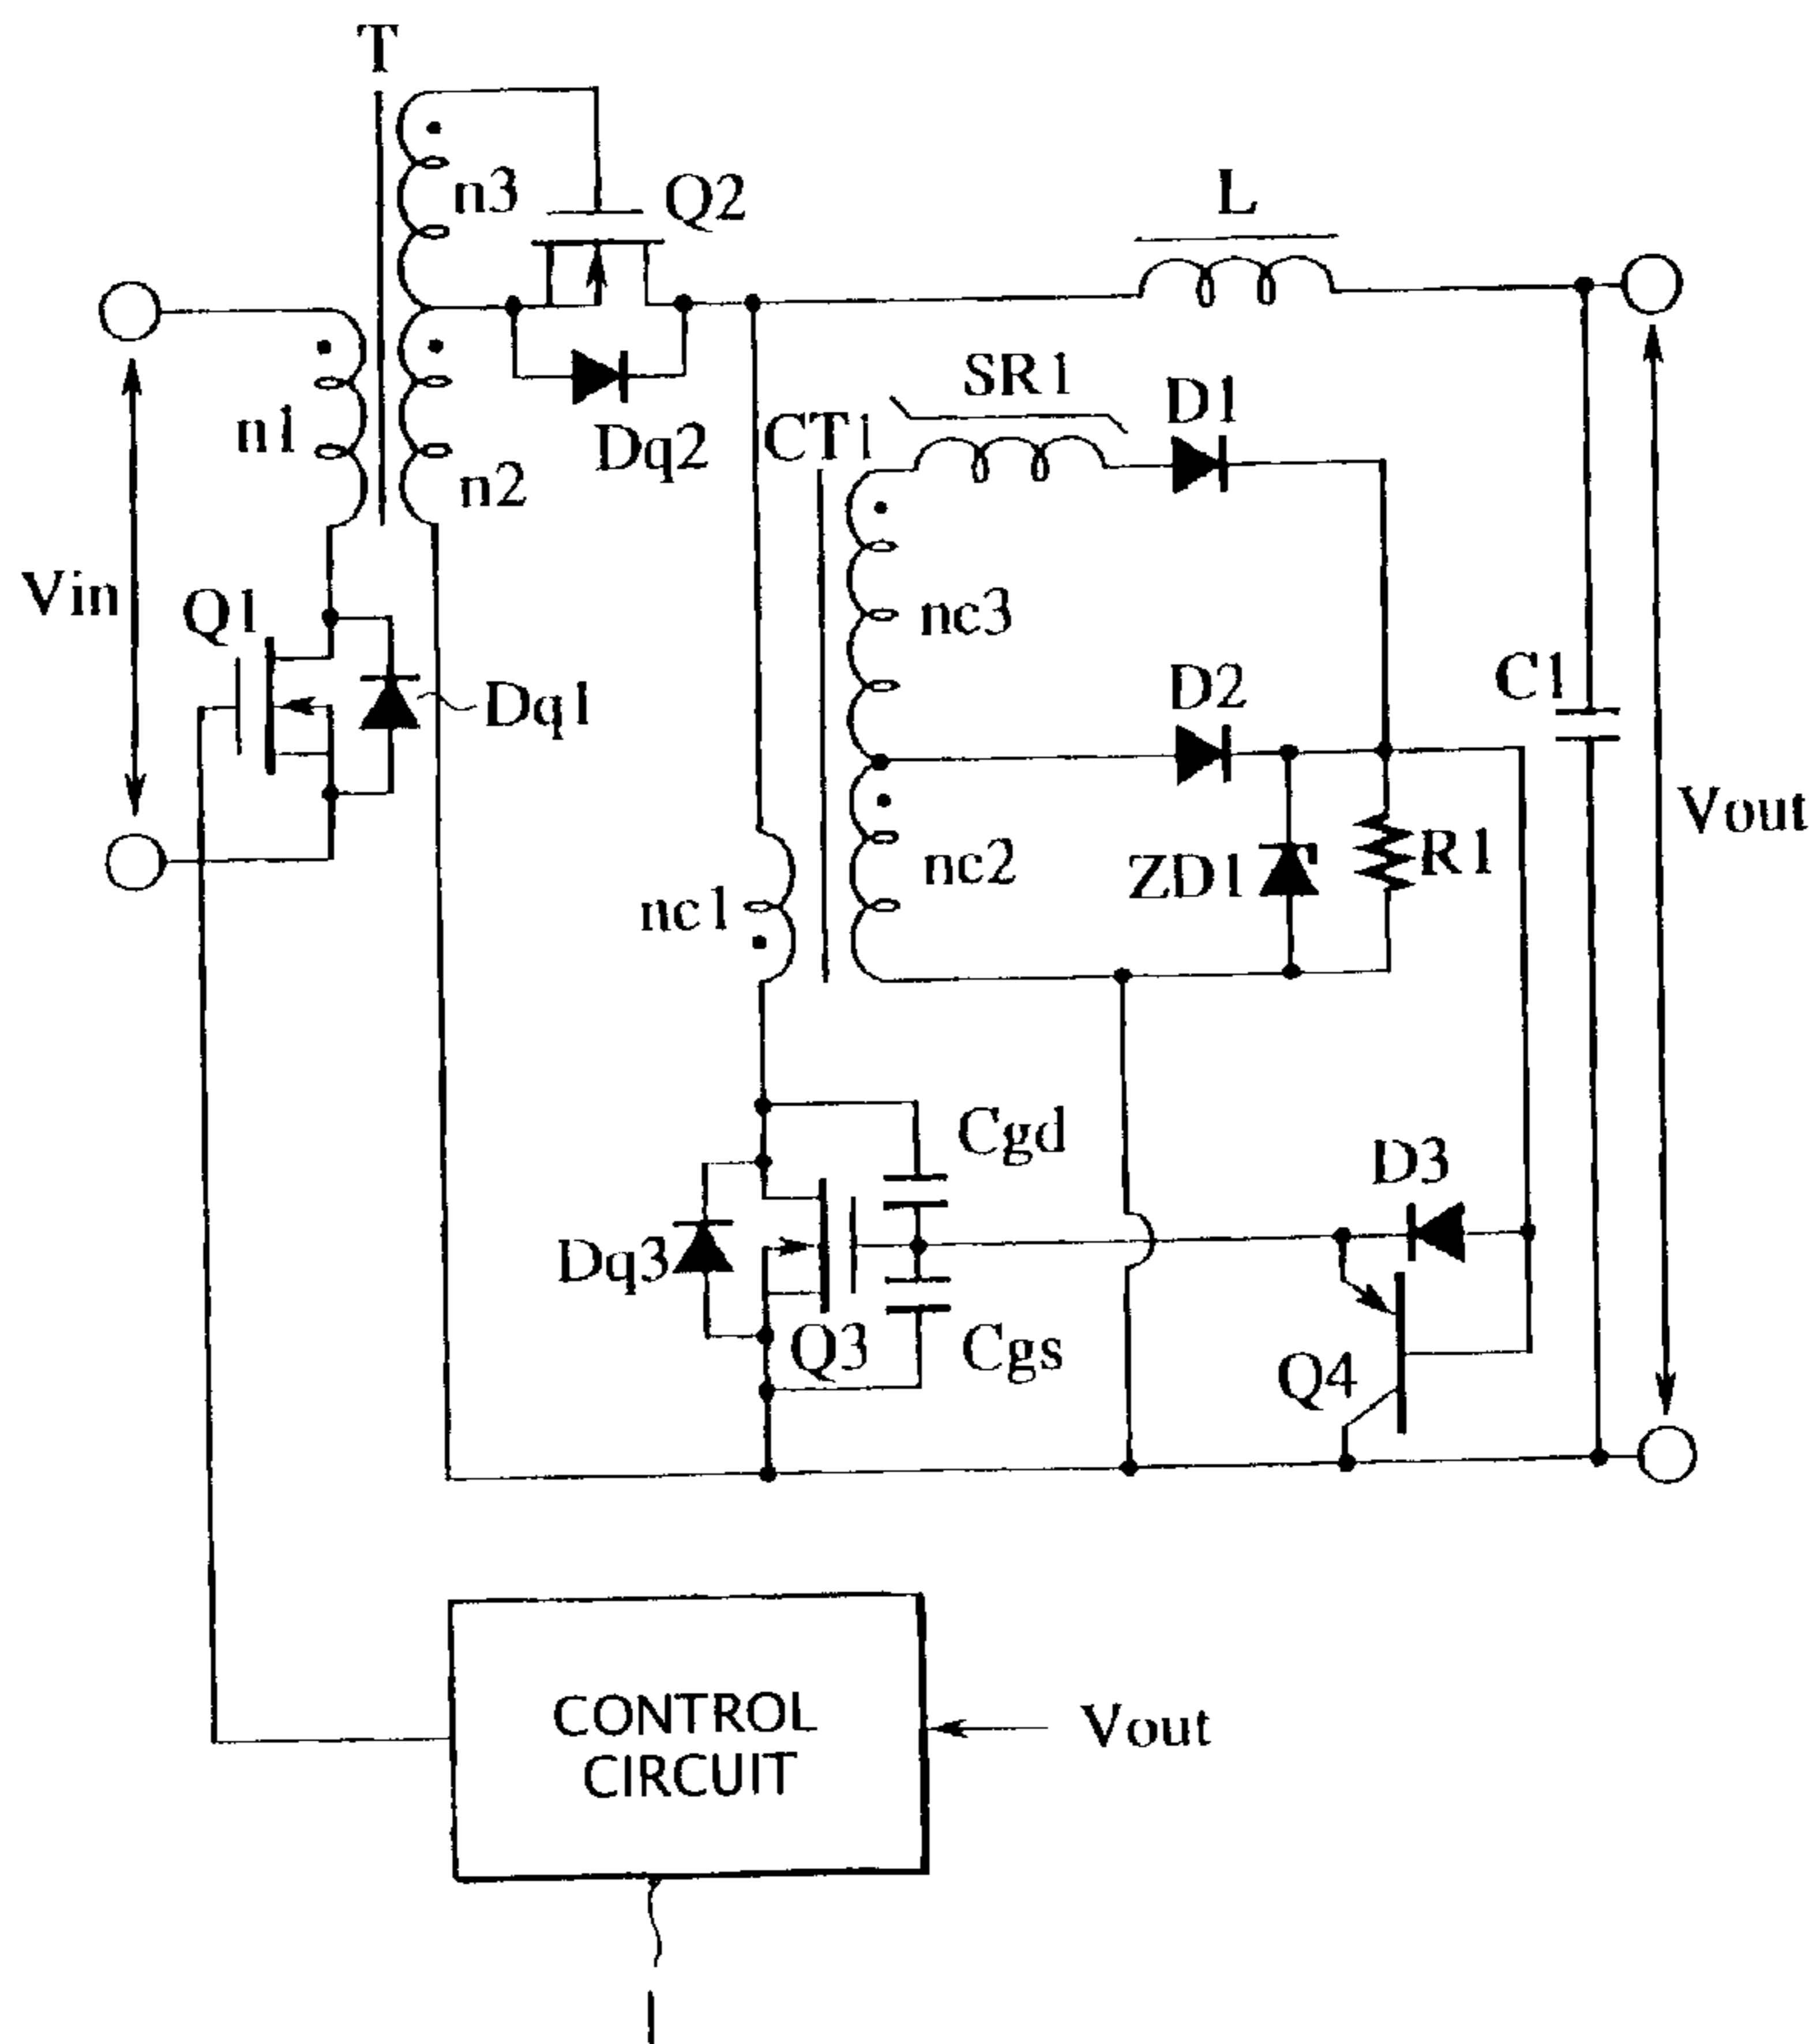 T
n3
Q2
L
n1
n2
Dq2
CT1
SR1
D1
Vin
Q1
Dq1
nc3
D2
C1
Vout
nc1
nc2
ZD1
R1
Cgd
D3
Dq3
Q3
Cgs
Q4
CONTROL
CIRCUIT
Vout
1